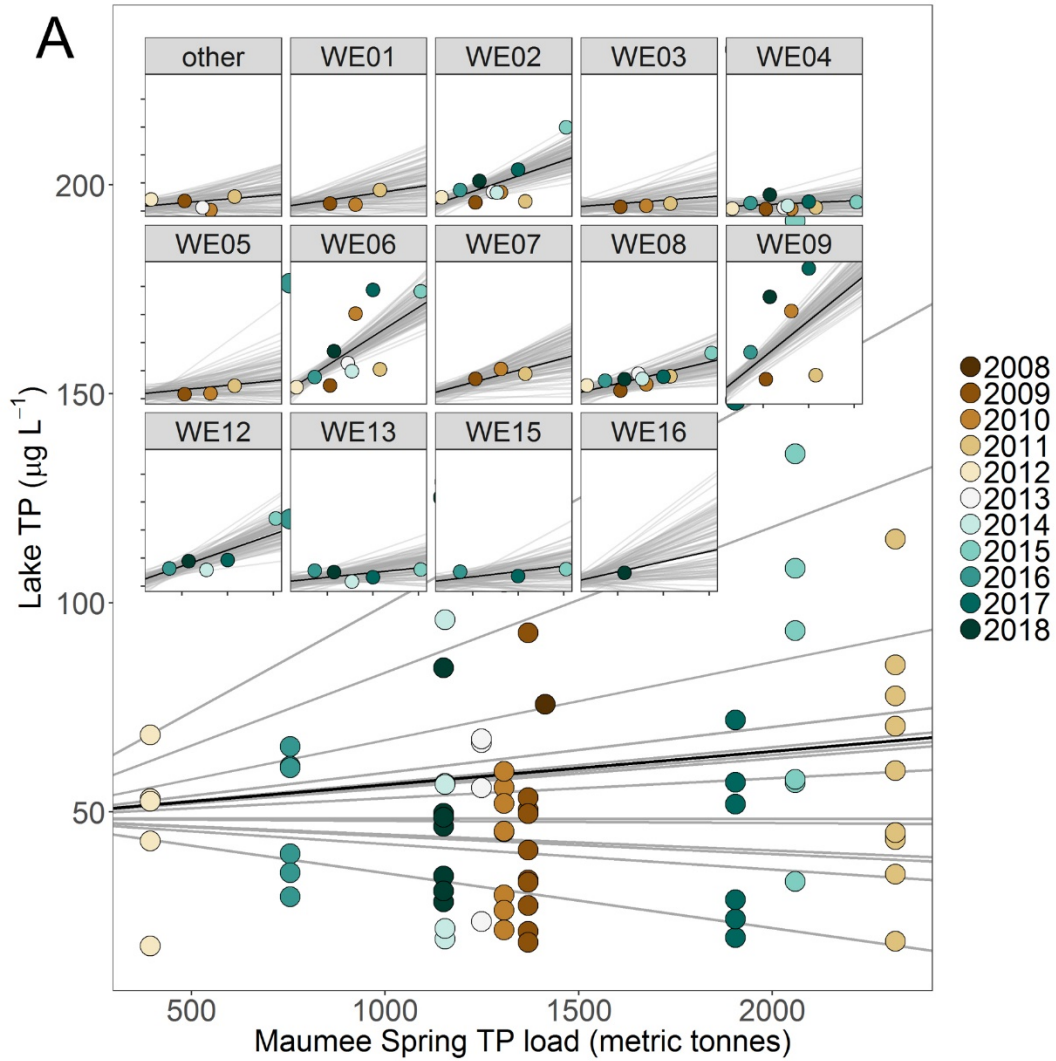 A
other WE01 WE02 WE03 WE04
WE05 WE06 WE07 WE08 WE09
WE12 WE13 WE15 WE16
200
150
100
50
Lake TP (µg L⁻¹)
500 1000 1500 2000
Maumee Spring TP load (metric tonnes)
2008
2009
2010
2011
2012
2013
2014
2015
2016
2017
2018